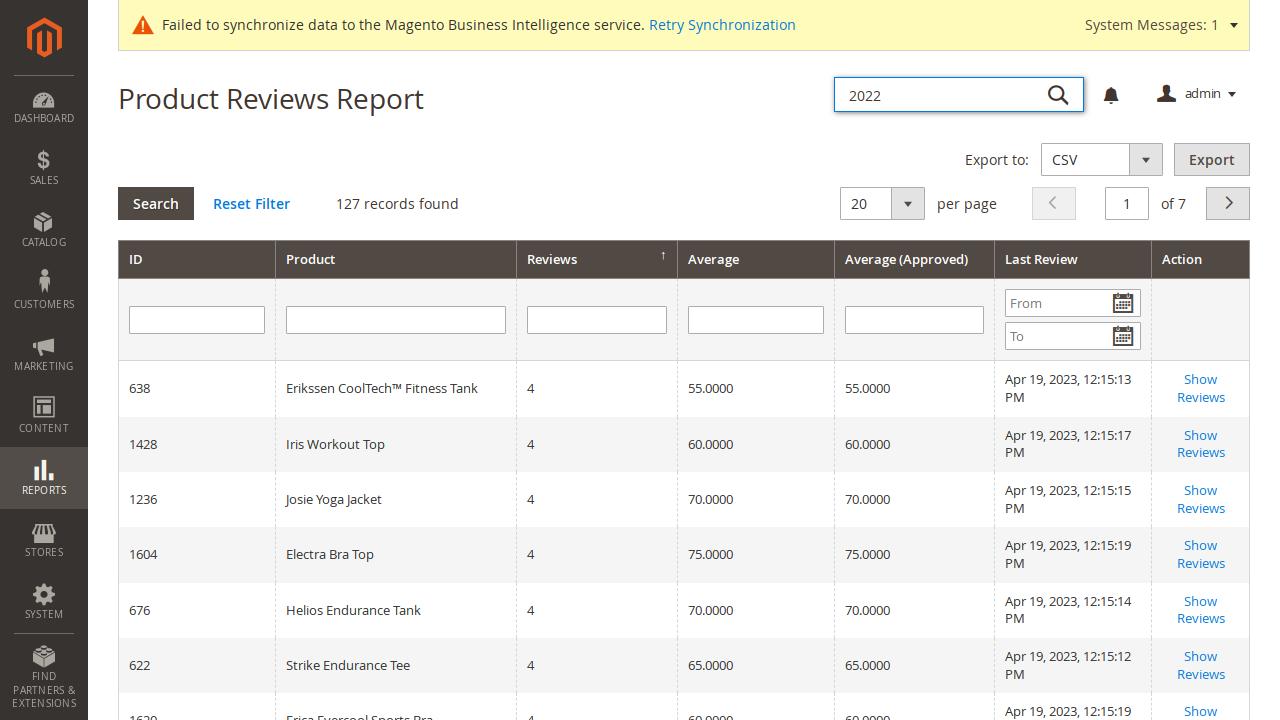 Failed to synchronize data to the Magento Business Intelligence service. Retry Synchronization
System Messages: 1
Product Reviews Report
2022
admin
DASHBOARD
SALES
CATALOG
CUSTOMERS
MARKETING
CONTENT
REPORTS
STORES
SYSTEM
FIND
PARTNERS &
EXTENSIONS
Export to: CSV Export
Search Reset Filter 127 records found 20 per page 1 of 7
ID Product Reviews ↑ Average Average (Approved) Last Review Action
From
To
638 Erikssen CoolTech™ Fitness Tank 4 55.0000 55.0000 Apr 19, 2023, 12:15:13 PM Show Reviews
1428 Iris Workout Top 4 60.0000 60.0000 Apr 19, 2023, 12:15:17 PM Show Reviews
1236 Josie Yoga Jacket 4 70.0000 70.0000 Apr 19, 2023, 12:15:15 PM Show Reviews
1604 Electra Bra Top 4 75.0000 75.0000 Apr 19, 2023, 12:15:19 PM Show Reviews
676 Helios Endurance Tank 4 70.0000 70.0000 Apr 19, 2023, 12:15:14 PM Show Reviews
622 Strike Endurance Tee 4 65.0000 65.0000 Apr 19, 2023, 12:15:12 PM Show Reviews
Apr 19, 2023, 12:15:19 Show